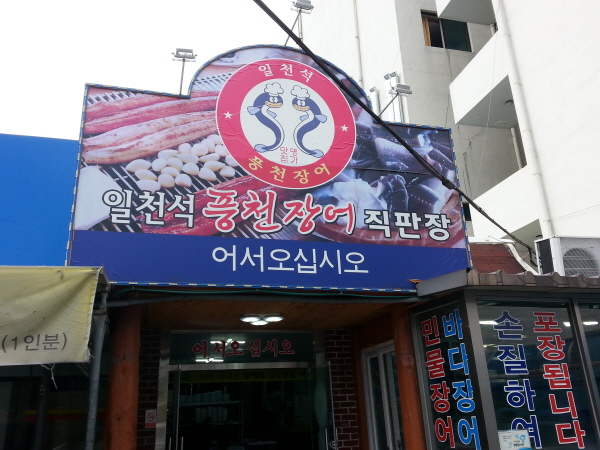 일천석
맛있는집
풍천장어
일천석 풍천장어 직판장
어서오십시오
(1인분)
어서오십시오
민물장어
바다장어
손질하여
포장됩니다